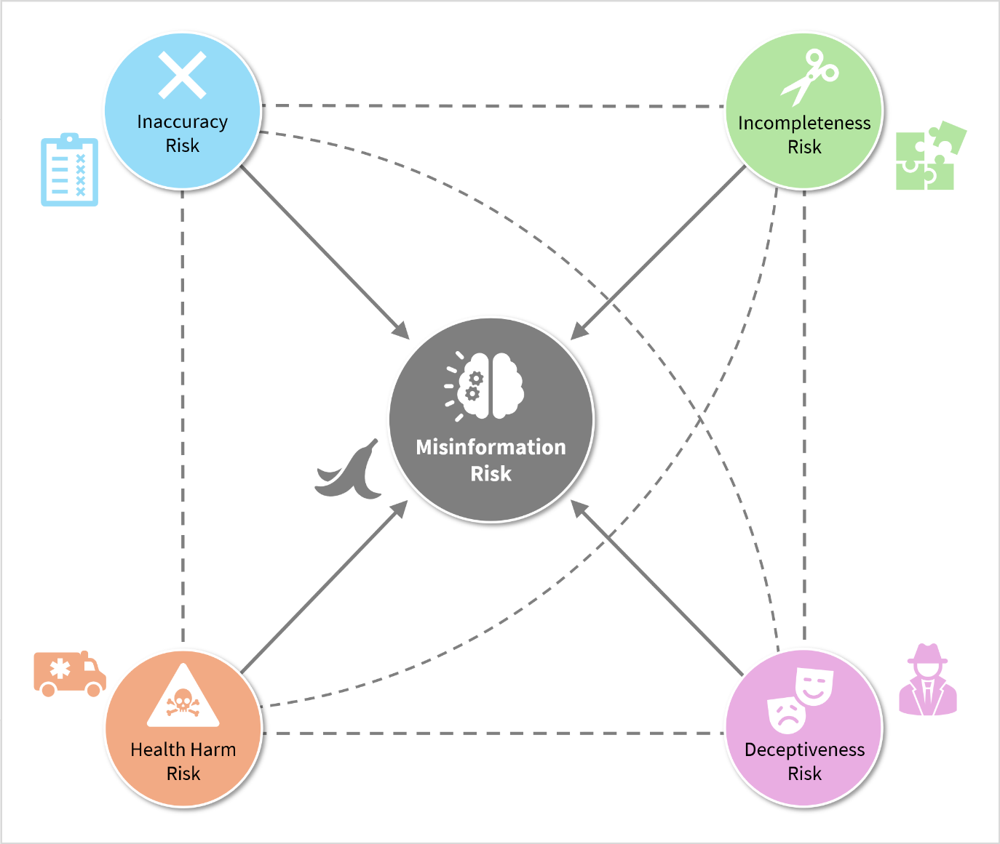 Inaccuracy
Risk
Incompleteness
Risk
Misinformation
Risk
Health Harm
Risk
Deceptiveness
Risk